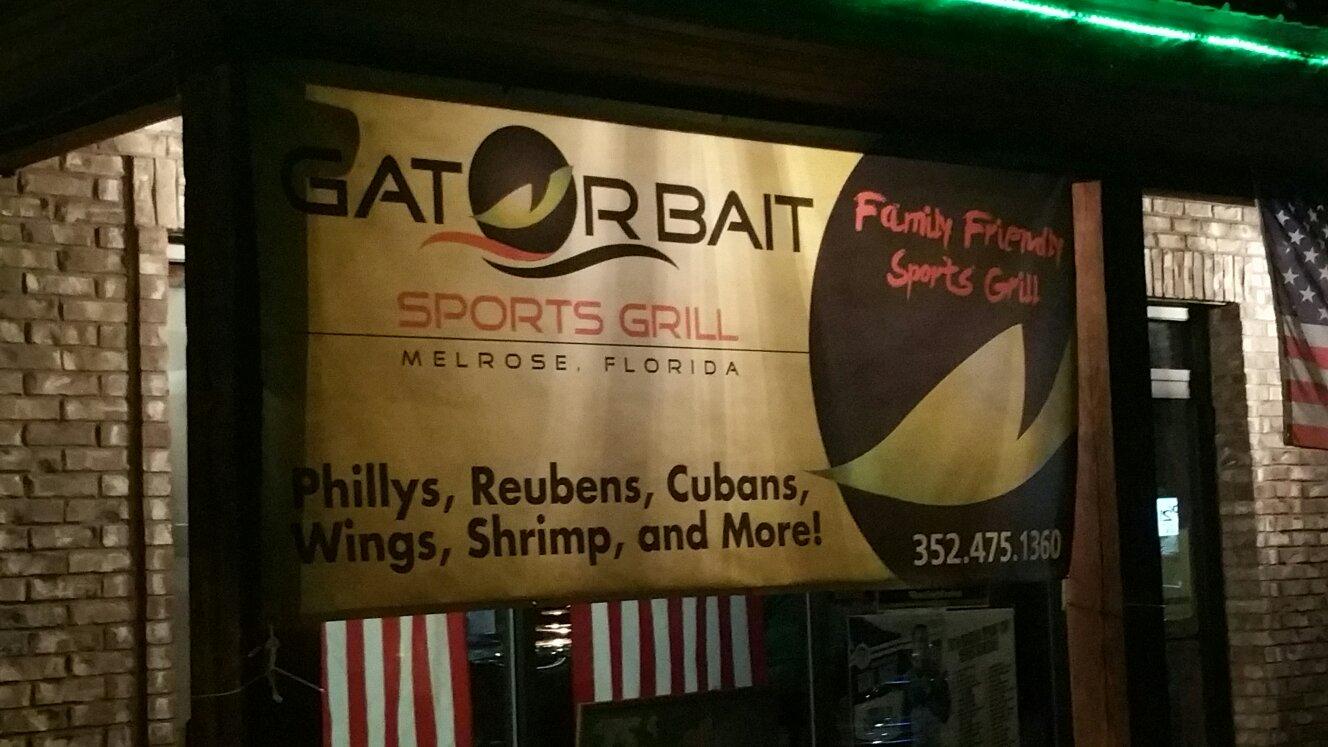 GATOR BAIT
SPORTS GRILL
MELROSE, FLORIDA
Phillys, Reubens, Cubans,
Wings, Shrimp, and More!
Family Friendly
Sports Grill
352.475.1360